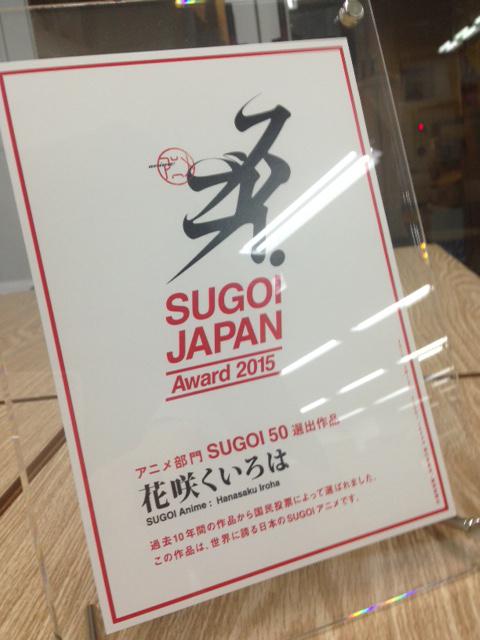 アニメ
SUGOI
JAPAN
Award 2015
アニメ部門 SUGOI 50 選出作品
花咲くいろは
SUGOI Anime : Hanasaku Iroha
過去10年間の作品から国民投票によって選ばれました。
この作品は、世界に誇る日本のSUGOIアニメです。